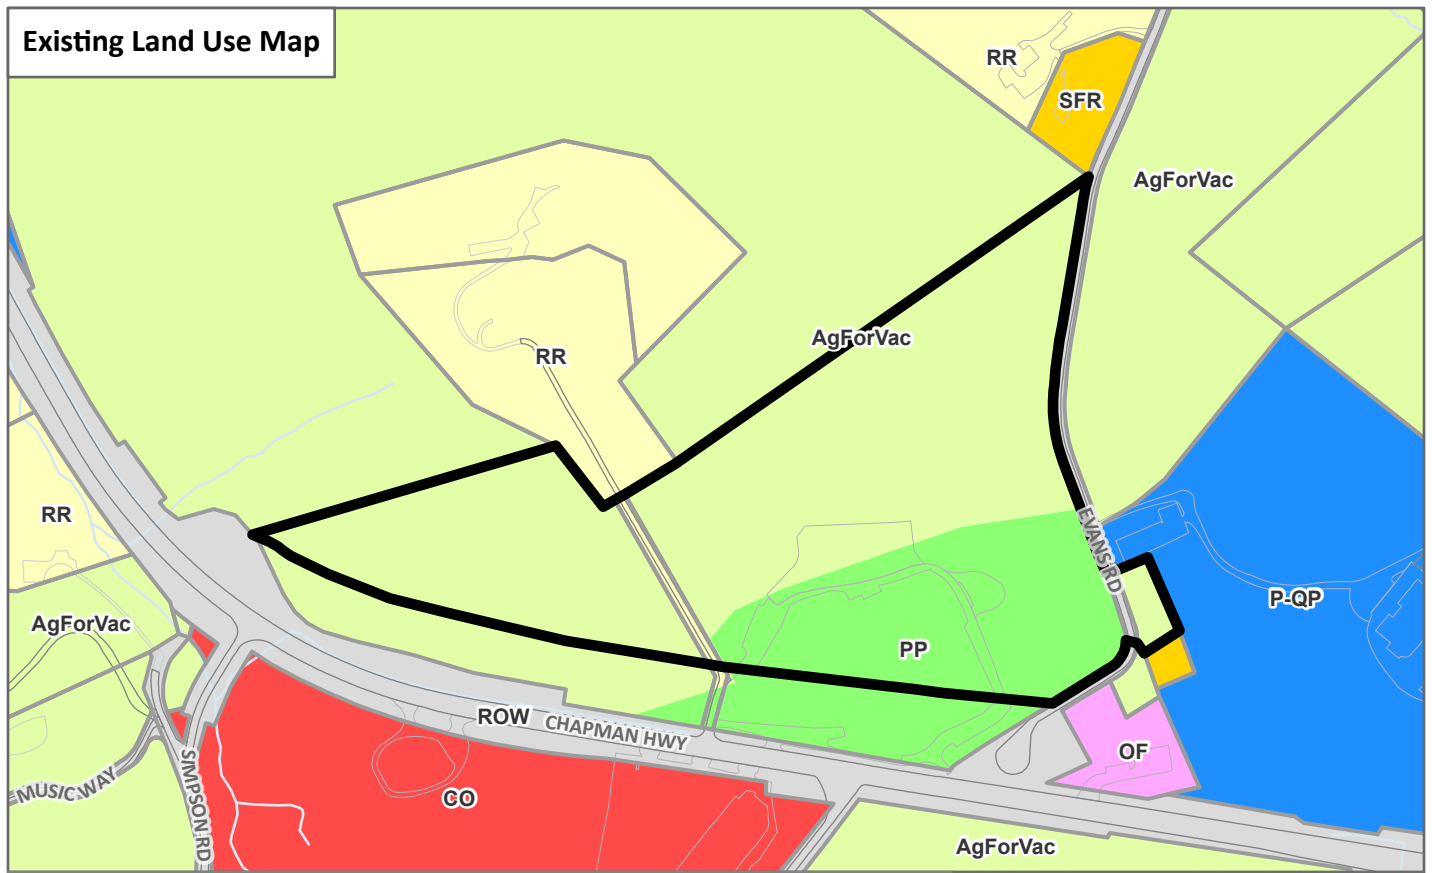 Existing Land Use Map
RR
SFR
AgForVac
AgForVac
RR
RR
EVANS RD
P-QP
AgForVac
PP
ROW
CHAPMAN HWY
OF
MUSIC WAY
SIMPSON RD
CO
AgForVac